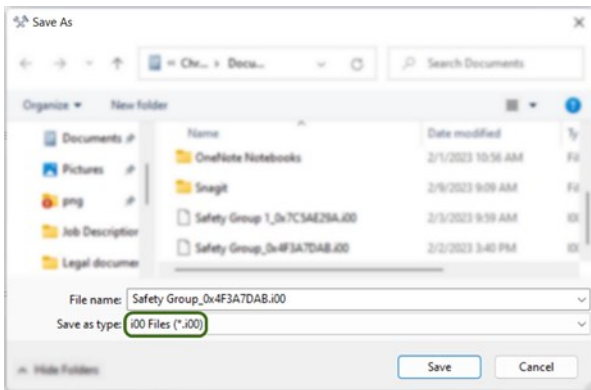 Save As
Chr... › Docu...
Search Documents
Organize
New folder
Documents
Pictures
png
Job Description
Legal documen
Name
Date modified
Ty
OneNote Notebooks
2/1/2023 10:56 AM
Snagit
2/9/2023 9:09 AM
Safety Group 1_0x7C5AE29A.i00
2/3/2023 9:59 AM
Safety Group_0x4F3A7DAB.i00
2/2/2023 3:40 PM
File name: Safety Group_0x4F3A7DAB.i00
Save as type: i00 Files (*.i00)
Hide Folders
Save
Cancel